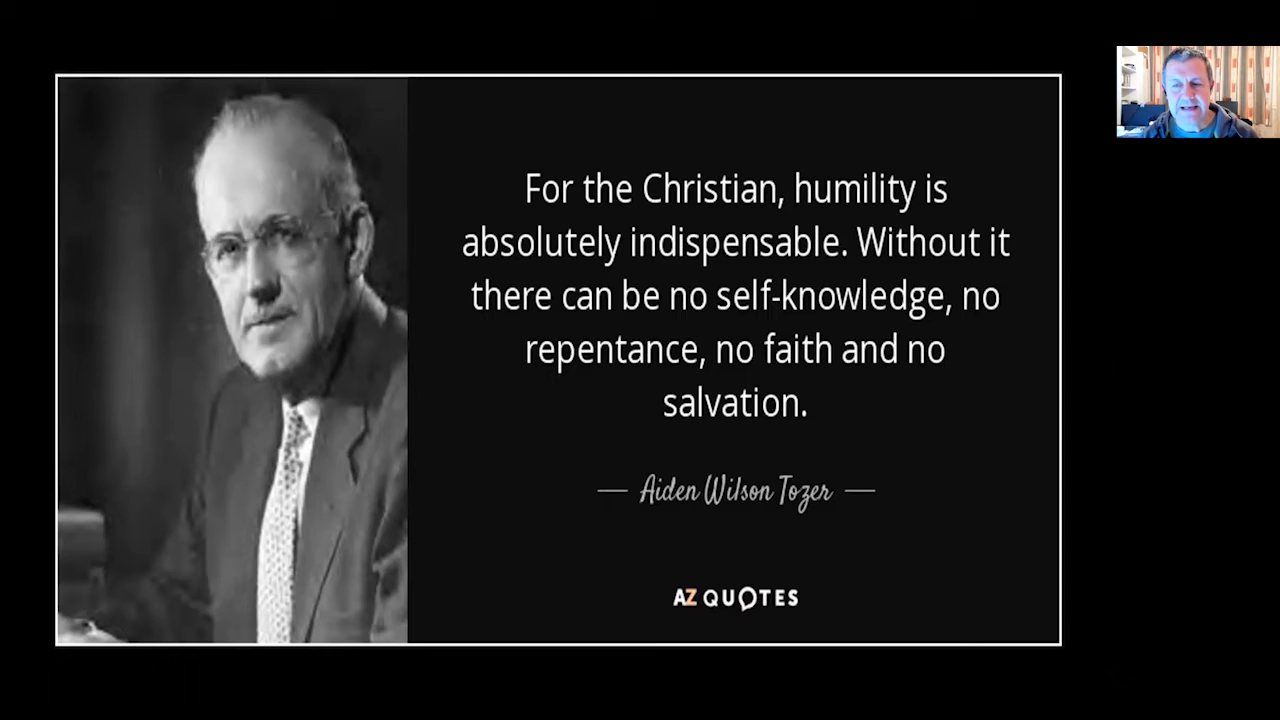 For the Christian, humility is
absolutely indispensable. Without it
there can be no self-knowledge, no
repentance, no faith and no
salvation.
— Aiden Wilson Tozer —
AZ QUOTES